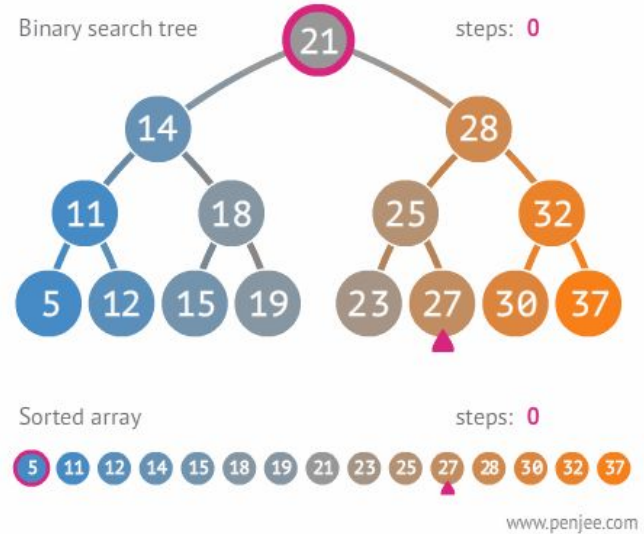 Binary search tree steps: 0
21
14 28
11 18 25 32
5 12 15 19 23 27 30 37
Sorted array steps: 0
5 11 12 14 15 18 19 21 23 25 27 28 30 32 37
www.penjee.com